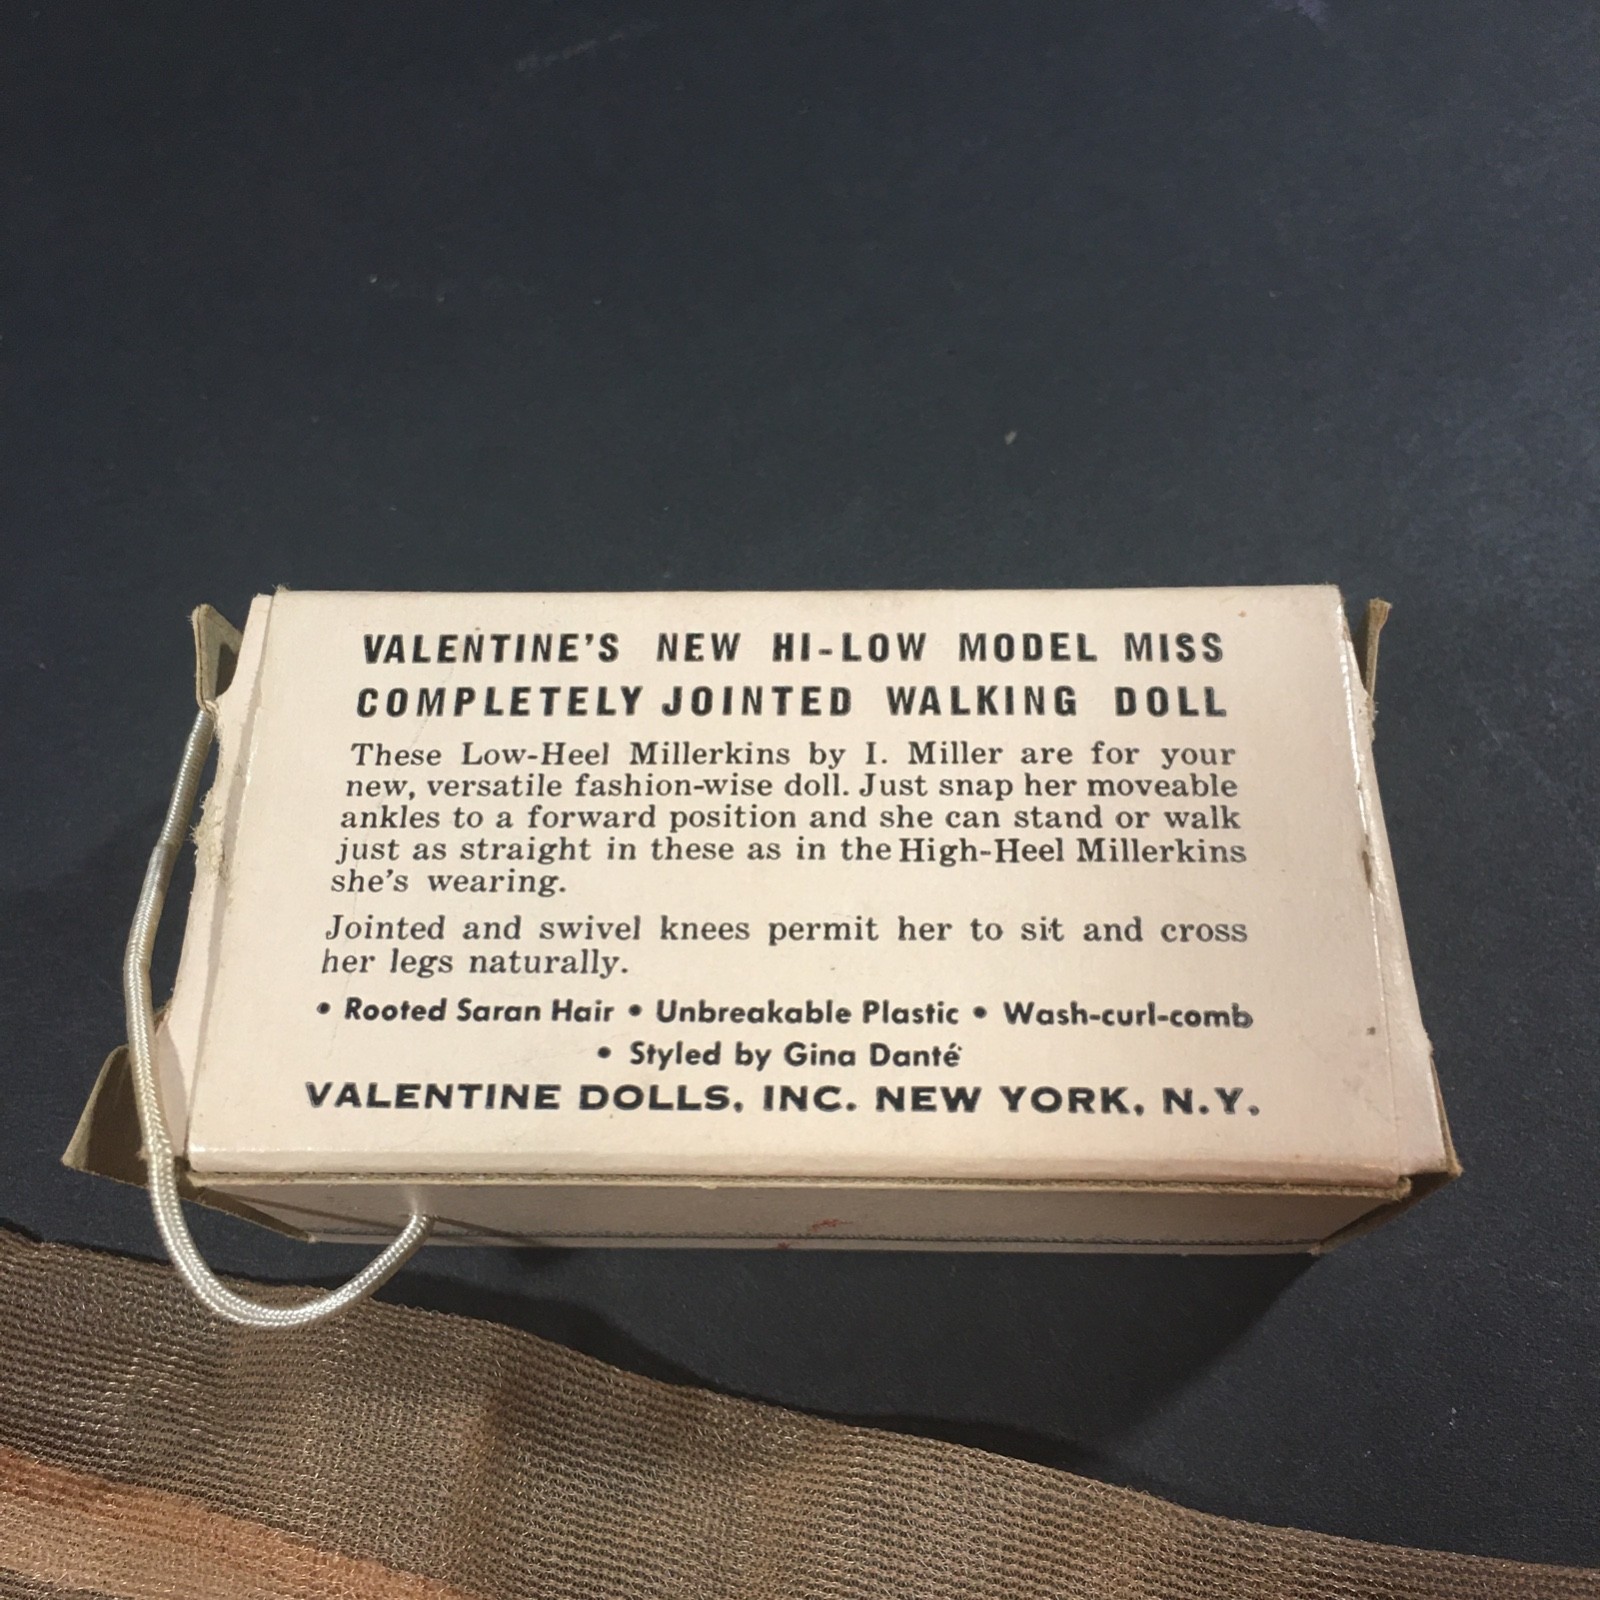 VALENTINE'S NEW HI-LOW MODEL MISS
COMPLETELY JOINTED WALKING DOLL
These Low-Heel Millerkins by I. Miller are for your
new, versatile fashion-wise doll. Just snap her moveable
ankles to a forward position and she can stand or walk
just as straight in these as in the High-Heel Millerkins
she's wearing.
Jointed and swivel knees permit her to sit and cross
her legs naturally.
• Rooted Saran Hair • Unbreakable Plastic • Wash-curl-comb
• Styled by Gina Danté
VALENTINE DOLLS, INC. NEW YORK, N.Y.